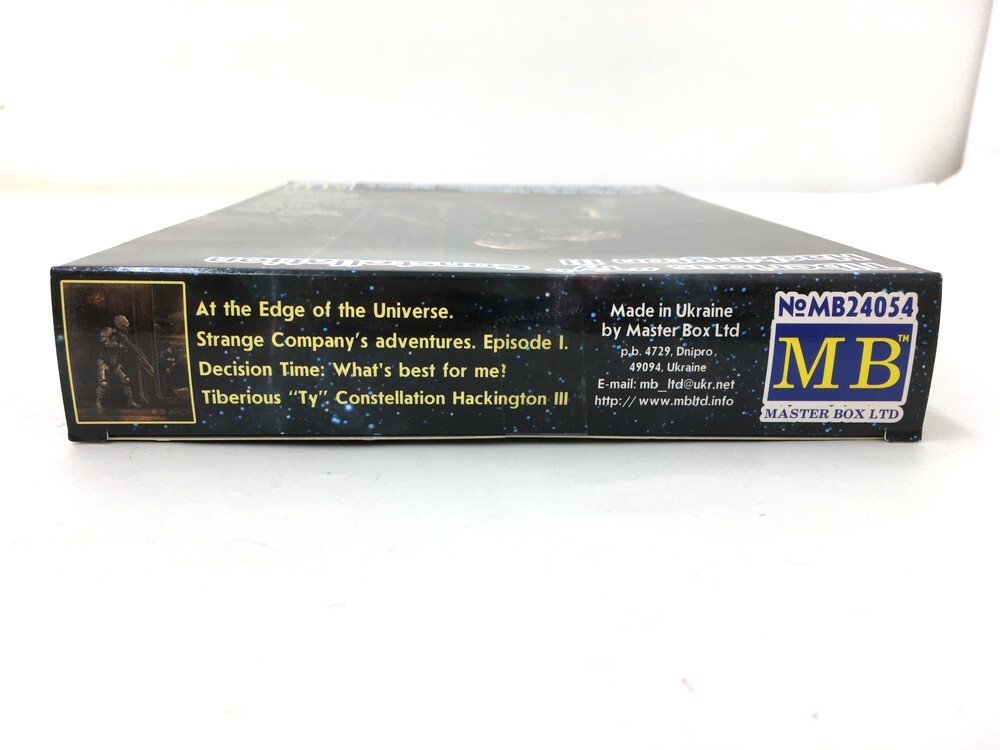 Constellation
At the Edge of the Universe.
Strange Company's adventures. Episode I.
Decision Time: What's best for me?
Tiberious "Ty" Constellation Hackington III
Made in Ukraine
by Master Box Ltd
p.b. 4729, Dnipro,
49094, Ukraine
E-mail: mb_ltd@ukr.net
http://www.mbltd.info
NoMB24054
MB™
MASTER BOX LTD